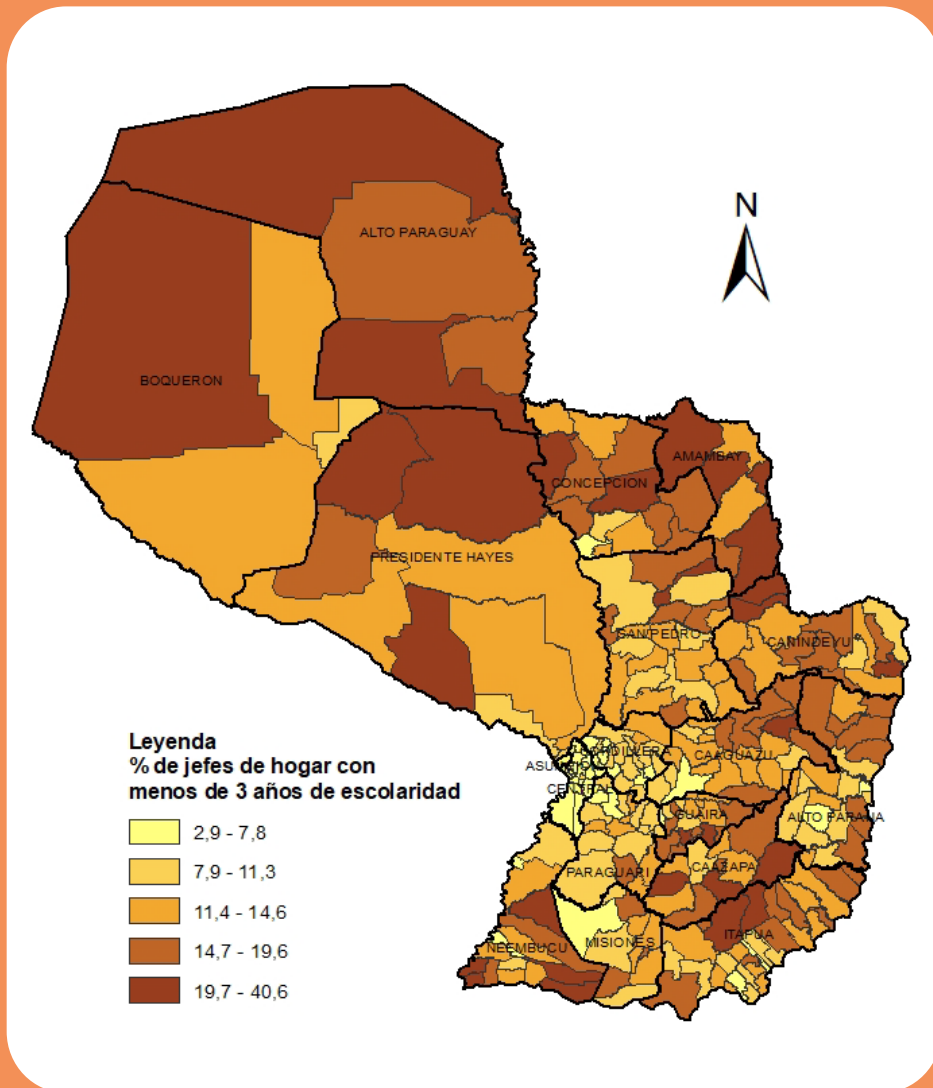 N
ALTO PARAGUAY
BOQUERON
AMAMBAY
CONCEPCION
PRESIDENTE HAYES
SAN PEDRO
CANINDEYU
Leyenda
% de jefes de hogar con
menos de 3 años de escolaridad
2,9 - 7,8
7,9 - 11,3
11,4 - 14,6
14,7 - 19,6
19,7 - 40,6
CORDILLERA
CAAGUAZU
CENTRAL
GUAIRA
ALTO PARANA
PARAGUARI
CAAZAPA
ITAPUA
ÑEEMBUCU
MISIONES